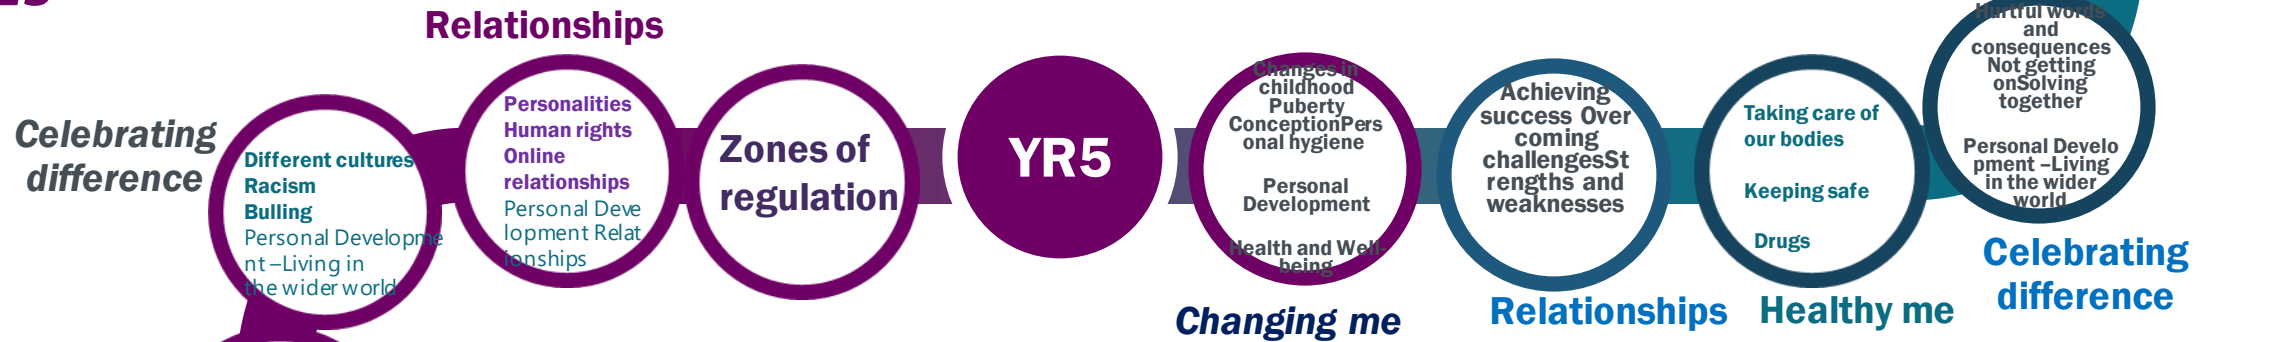 Relationships
Celebrating
difference
Different cultures
Racism
Bulling
Personal Developme
nt –Living in
the wider world
Personalities
Human rights
Online
relationships
Personal Deve
lopment Relat
ionships
Zones of
regulation
YR5
Changes in
childhood
Puberty
ConceptionPers
onal hygiene
Personal
Development
Health and Well-
being
Changing me
Achieving
success Over
coming
challengesSt
rengths and
weaknesses
Relationships
Taking care of
our bodies
Keeping safe
Drugs
Healthy me
Hurtful words
and
consequences
Not getting
onSolving
together
Personal Develo
pment –Living
in the wider
world
Celebrating
difference